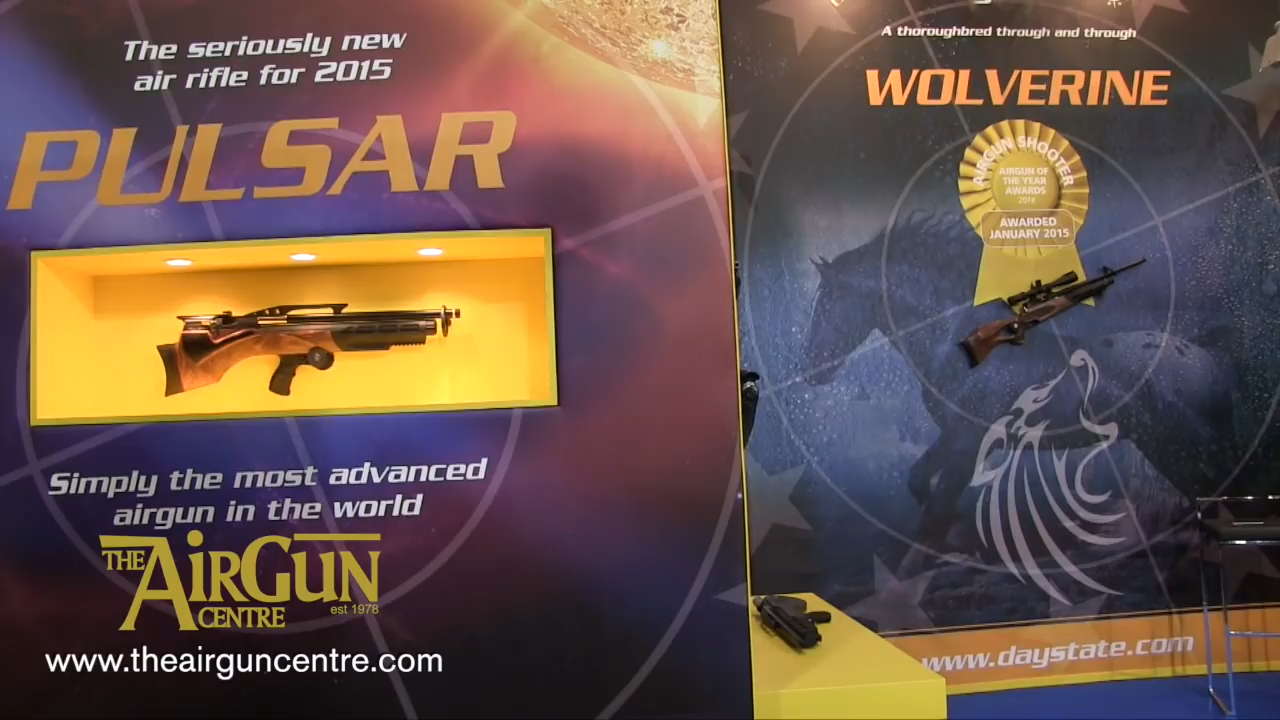 The seriously new
air rifle for 2015
PULSAR
Simply the most advanced
airgun in the world
THE AIRGUN
CENTRE
est 1978
www.theairguncentre.com
A thoroughbred through and through
WOLVERINE
AIRGUN SHOOTER
AIRGUN OF
THE YEAR
AWARDS
2014
AWARDED
JANUARY 2015
www.daystate.com